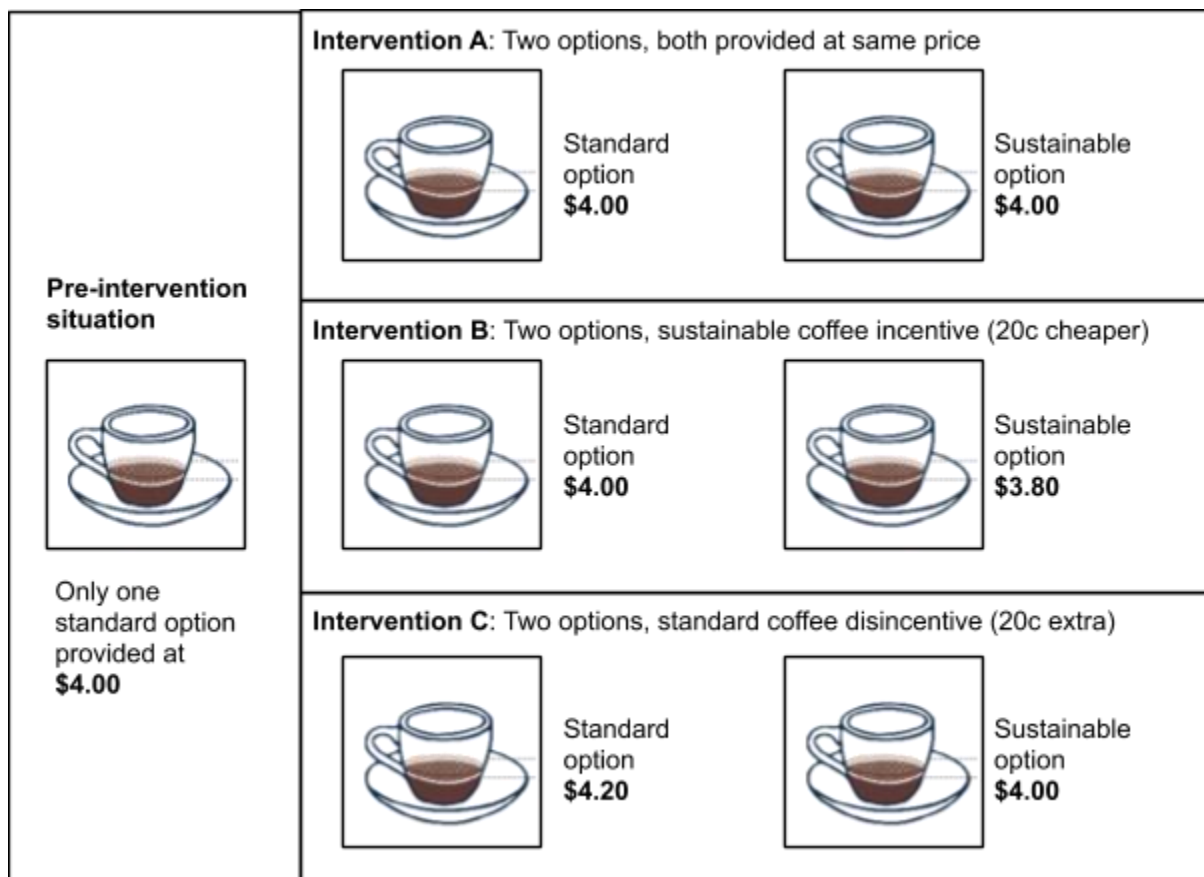 Pre-intervention
situation
Only one
standard option
provided at
$4.00
Intervention A: Two options, both provided at same price
Standard
option
$4.00
Sustainable
option
$4.00
Intervention B: Two options, sustainable coffee incentive (20c cheaper)
Standard
option
$4.00
Sustainable
option
$3.80
Intervention C: Two options, standard coffee disincentive (20c extra)
Standard
option
$4.20
Sustainable
option
$4.00